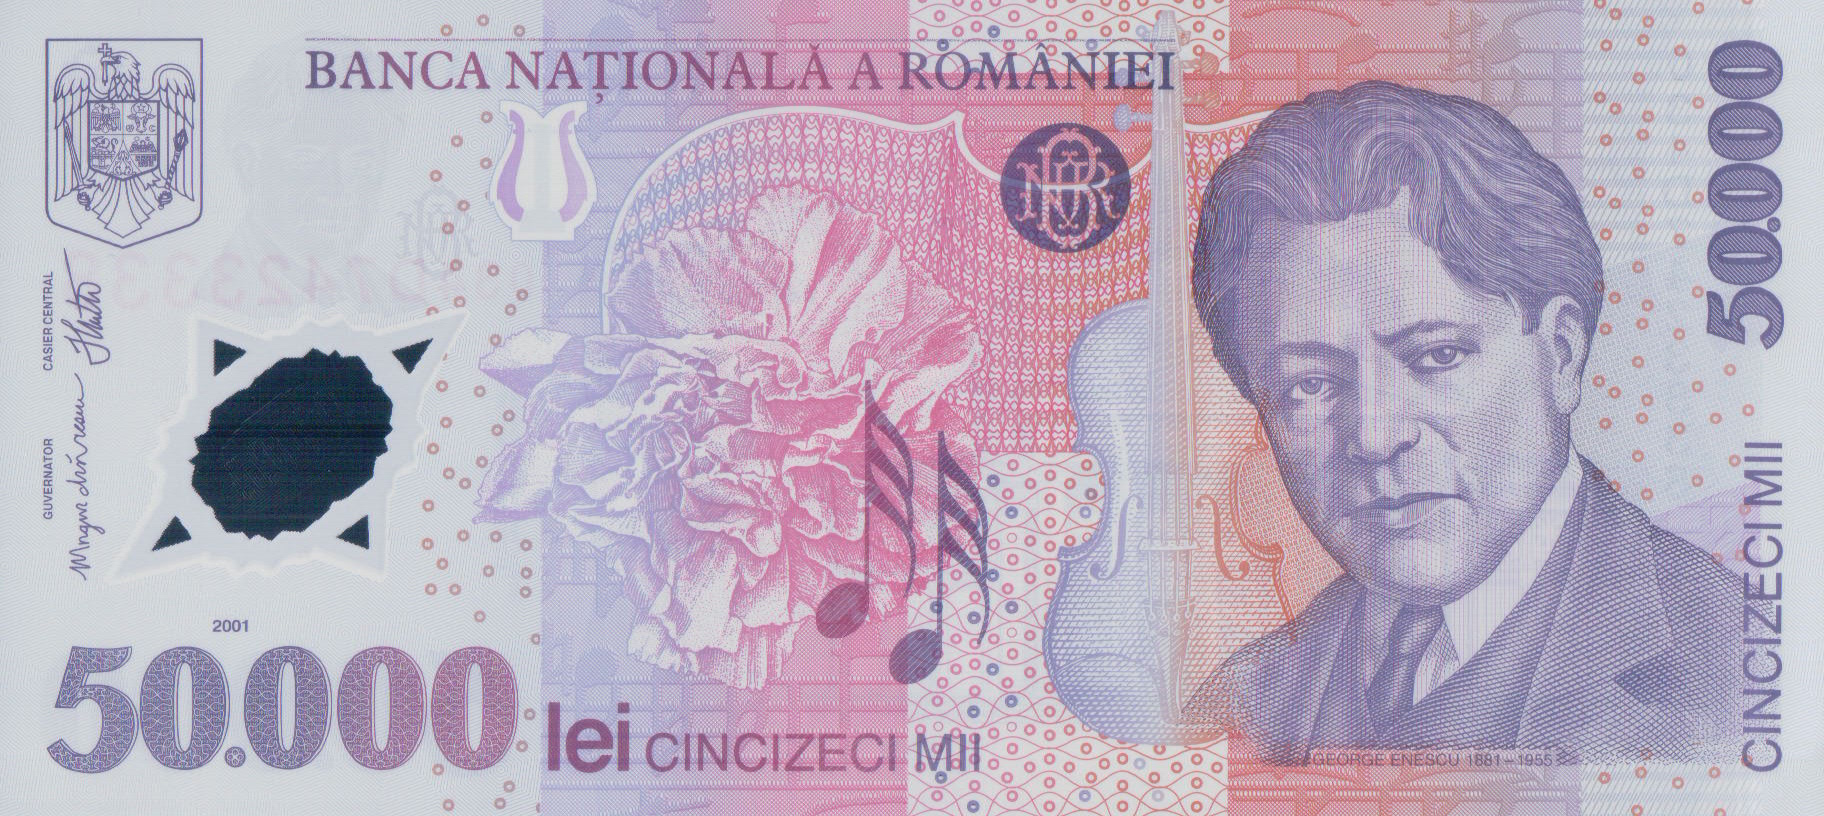 BANCA NAȚIONALĂ A ROMÂNIEI
BNR
50.000
CASIER CENTRAL
GUVERNATOR
2001
50.000 lei CINCIZECI MII
GEORGE ENESCU 1881–1955
CINCIZECI MII